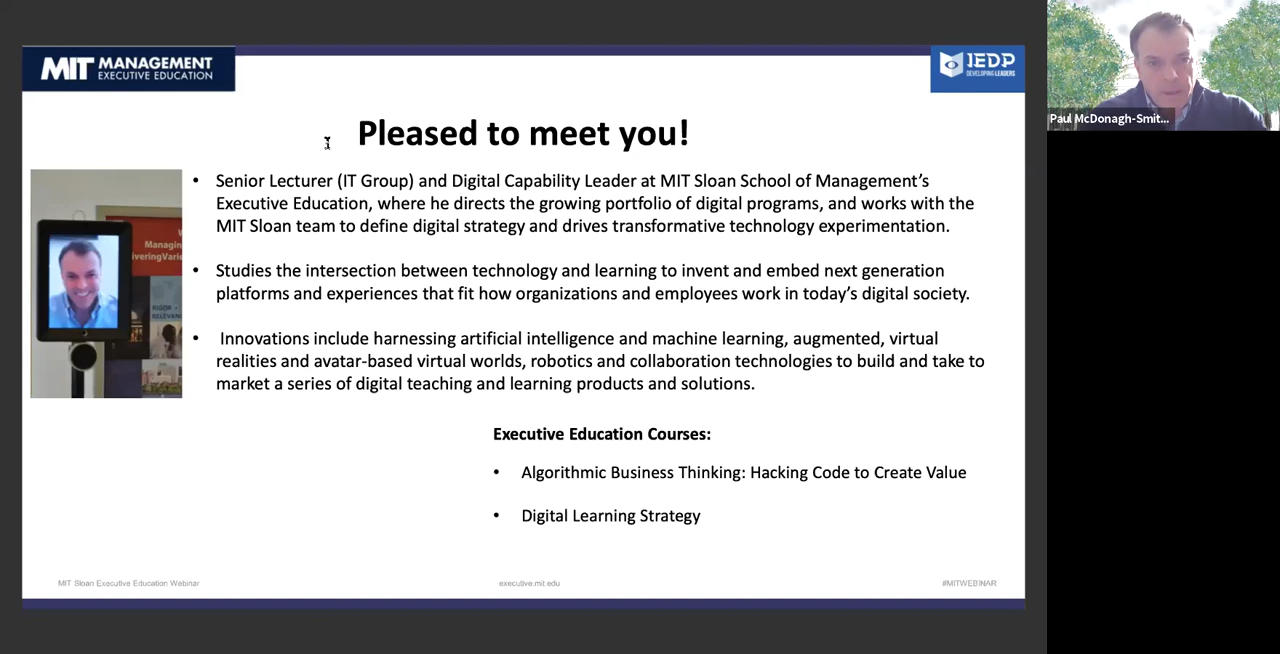 MIT MANAGEMENT
EXECUTIVE EDUCATION
IEDP
DEVELOPING LEADERS
Paul McDonagh-Smit...
Pleased to meet you!
• Senior Lecturer (IT Group) and Digital Capability Leader at MIT Sloan School of Management’s
Executive Education, where he directs the growing portfolio of digital programs, and works with the
MIT Sloan team to define digital strategy and drives transformative technology experimentation.
• Studies the intersection between technology and learning to invent and embed next generation
platforms and experiences that fit how organizations and employees work in today’s digital society.
• Innovations include harnessing artificial intelligence and machine learning, augmented, virtual
realities and avatar-based virtual worlds, robotics and collaboration technologies to build and take to
market a series of digital teaching and learning products and solutions.
Managin
RIGOR
RELEVAN
Executive Education Courses:
• Algorithmic Business Thinking: Hacking Code to Create Value
• Digital Learning Strategy
MIT Sloan Executive Education Webinar
executive.mit.edu
#MITWEBINAR